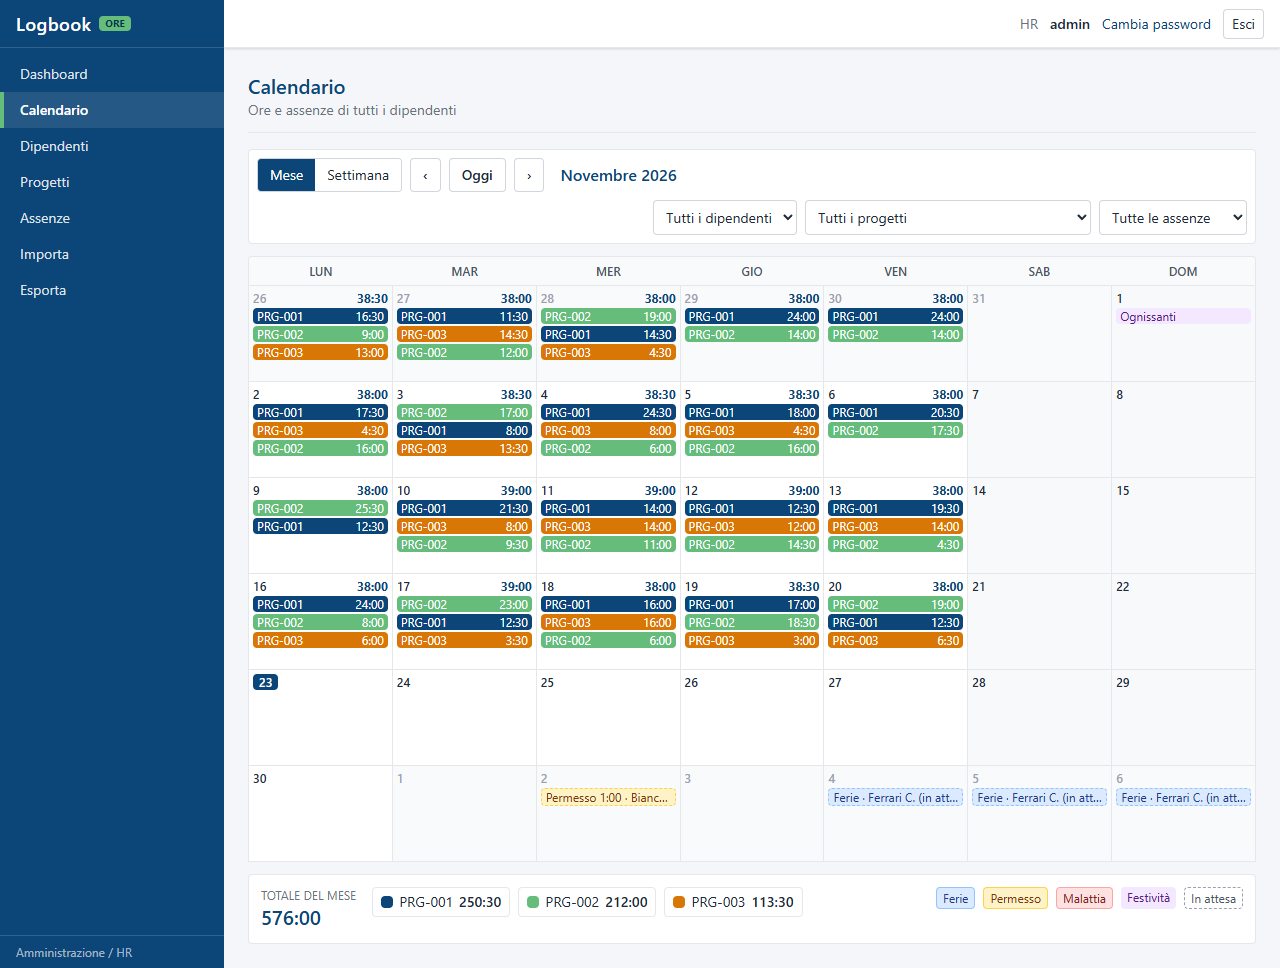 Logbook ORE
HR admin Cambia password Esci
Dashboard
Calendario
Dipendenti
Progetti
Assenze
Importa
Esporta
Amministrazione / HR
Calendario
Ore e assenze di tutti i dipendenti
Mese Settimana ‹ Oggi › Novembre 2026
Tutti i dipendenti Tutti i progetti Tutte le assenze
LUN MAR MER GIO VEN SAB DOM
26 38:30 27 38:00 28 38:00 29 38:00 30 38:00 31 1
PRG-001 16:30 PRG-001 11:30 PRG-002 19:00 PRG-001 24:00 PRG-001 24:00 Ognissanti
PRG-002 9:00 PRG-003 14:30 PRG-001 14:30 PRG-002 14:00 PRG-002 14:00
PRG-003 13:00 PRG-002 12:00 PRG-003 4:30
2 38:00 3 38:30 4 38:30 5 38:30 6 38:00 7 8
PRG-001 17:30 PRG-002 17:00 PRG-001 24:30 PRG-001 18:00 PRG-001 20:30
PRG-003 4:30 PRG-001 8:00 PRG-003 8:00 PRG-003 4:30 PRG-002 17:30
PRG-002 16:00 PRG-003 13:30 PRG-002 6:00 PRG-002 16:00
9 38:00 10 39:00 11 39:00 12 39:00 13 38:00 14 15
PRG-002 25:30 PRG-001 21:30 PRG-001 14:00 PRG-001 12:30 PRG-001 19:30
PRG-001 12:30 PRG-003 8:00 PRG-003 14:00 PRG-003 12:00 PRG-003 14:00
PRG-002 9:30 PRG-002 11:00 PRG-002 14:30 PRG-002 4:30
16 38:00 17 39:00 18 38:00 19 38:30 20 38:00 21 22
PRG-001 24:00 PRG-002 23:00 PRG-001 16:00 PRG-001 17:00 PRG-002 19:00
PRG-002 8:00 PRG-001 12:30 PRG-003 16:00 PRG-002 18:30 PRG-001 12:30
PRG-003 6:00 PRG-003 3:30 PRG-002 6:00 PRG-003 3:00 PRG-003 6:30
23 24 25 26 27 28 29
30 1 2 3 4 5 6
Permesso 1:00 · Bianc... Ferie · Ferrari C. (in att... Ferie · Ferrari C. (in att... Ferie · Ferrari C. (in att...
TOTALE DEL MESE
576:00
PRG-001 250:30 PRG-002 212:00 PRG-003 113:30
Ferie Permesso Malattia Festività In attesa